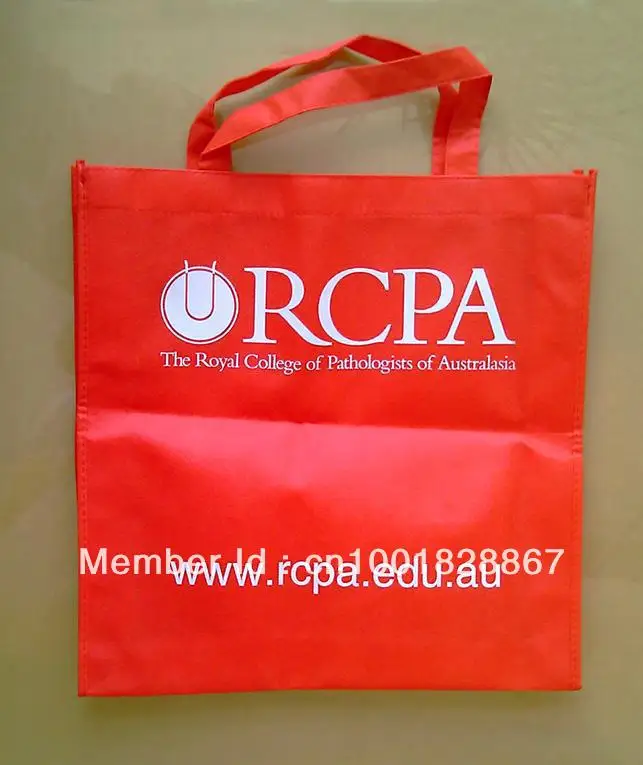 RCPA
The Royal College of Pathologists of Australasia
Member Id : cn1001828867
www.rcpa.edu.au